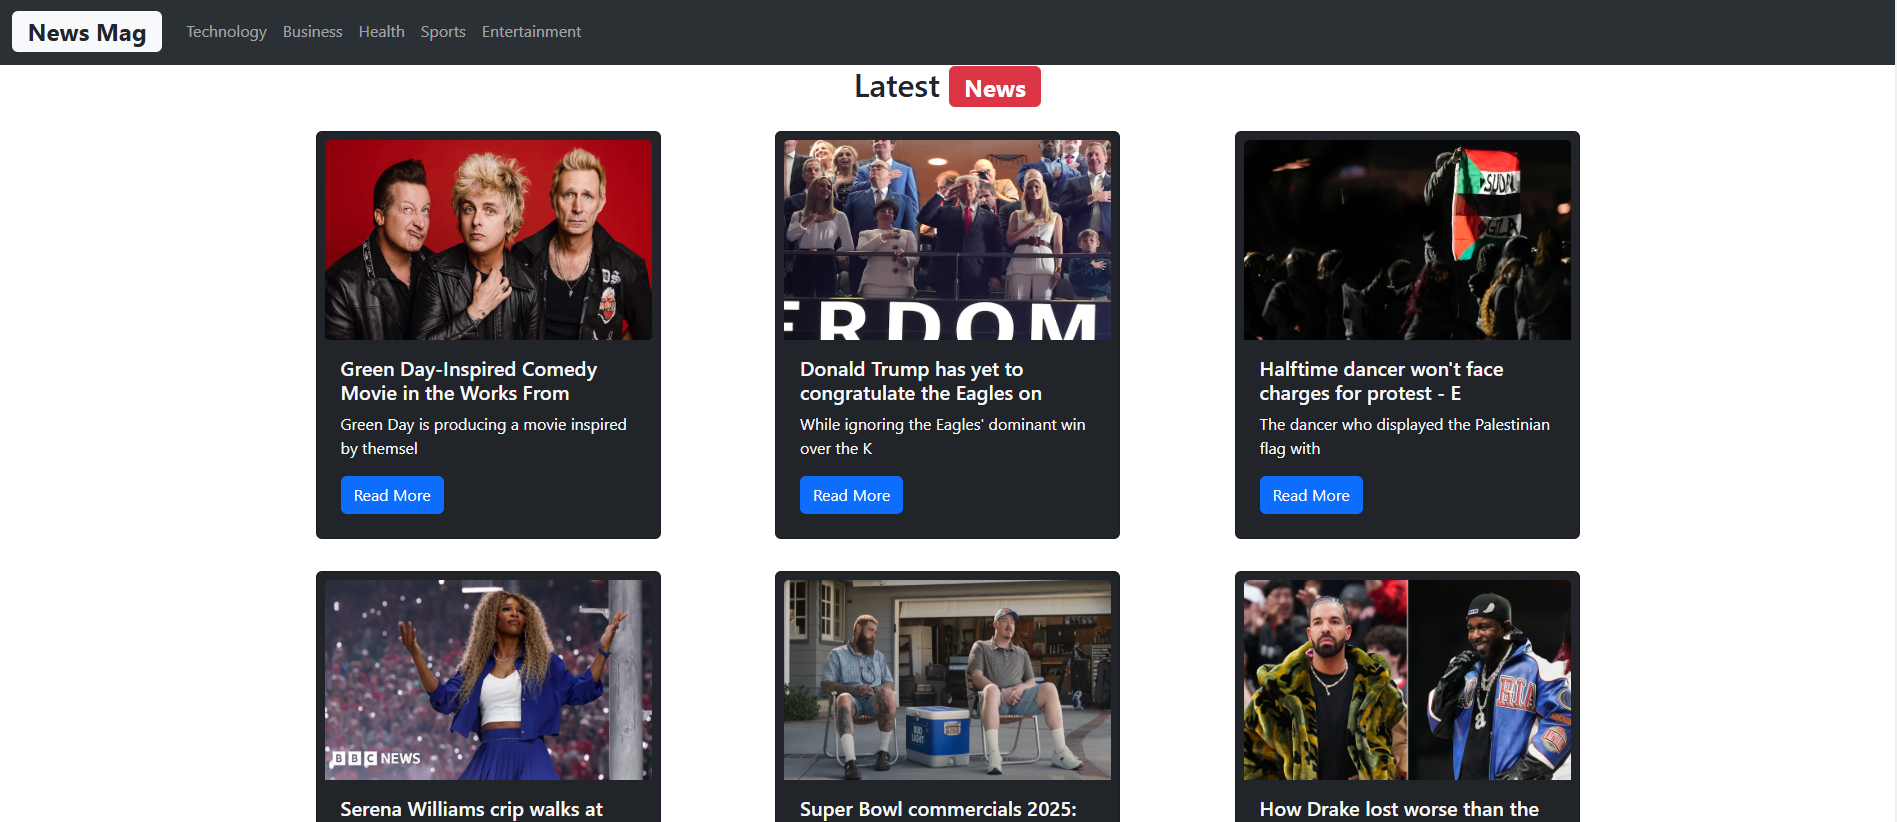 News Mag
Technology Business Health Sports Entertainment
Latest News
ERDOM
SUDA
Green Day-Inspired Comedy
Movie in the Works From
Green Day is producing a movie inspired
by themsel
Read More
Donald Trump has yet to
congratulate the Eagles on
While ignoring the Eagles' dominant win
over the K
Read More
Halftime dancer won't face
charges for protest - E
The dancer who displayed the Palestinian
flag with
Read More
BBC NEWS
BUD
LIGHT
Serena Williams crip walks at
Super Bowl commercials 2025:
How Drake lost worse than the